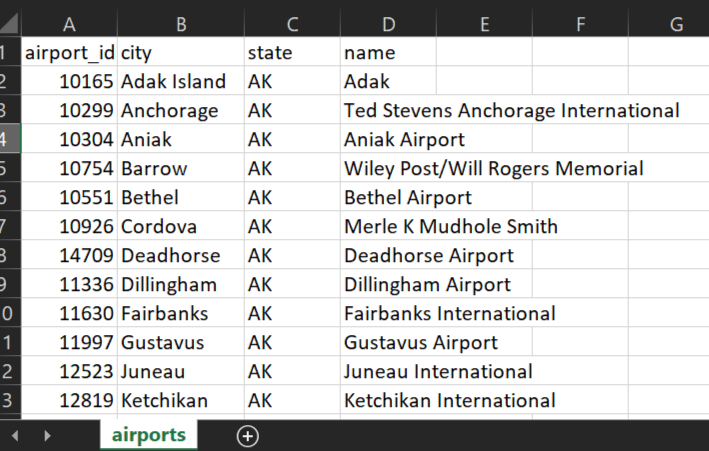 A B C D E F G
1 airport_id city state name
2 10165 Adak Island AK Adak
3 10299 Anchorage AK Ted Stevens Anchorage International
4 10304 Aniak AK Aniak Airport
5 10754 Barrow AK Wiley Post/Will Rogers Memorial
6 10551 Bethel AK Bethel Airport
7 10926 Cordova AK Merle K Mudhole Smith
8 14709 Deadhorse AK Deadhorse Airport
9 11336 Dillingham AK Dillingham Airport
0 11630 Fairbanks AK Fairbanks International
1 11997 Gustavus AK Gustavus Airport
2 12523 Juneau AK Juneau International
3 12819 Ketchikan AK Ketchikan International
airports